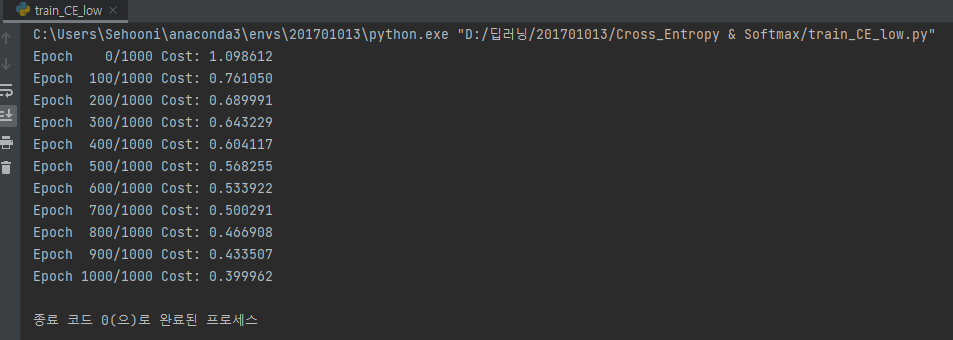 train_CE_low
C:\Users\Sehooni\anaconda3\envs\201701013\python.exe "D:/딥러닝/201701013/Cross_Entropy & Softmax/train_CE_low.py"
Epoch    0/1000 Cost: 1.098612
Epoch  100/1000 Cost: 0.761050
Epoch  200/1000 Cost: 0.689991
Epoch  300/1000 Cost: 0.643229
Epoch  400/1000 Cost: 0.604117
Epoch  500/1000 Cost: 0.568255
Epoch  600/1000 Cost: 0.533922
Epoch  700/1000 Cost: 0.500291
Epoch  800/1000 Cost: 0.466908
Epoch  900/1000 Cost: 0.433507
Epoch 1000/1000 Cost: 0.399962
종료 코드 0(으)로 완료된 프로세스